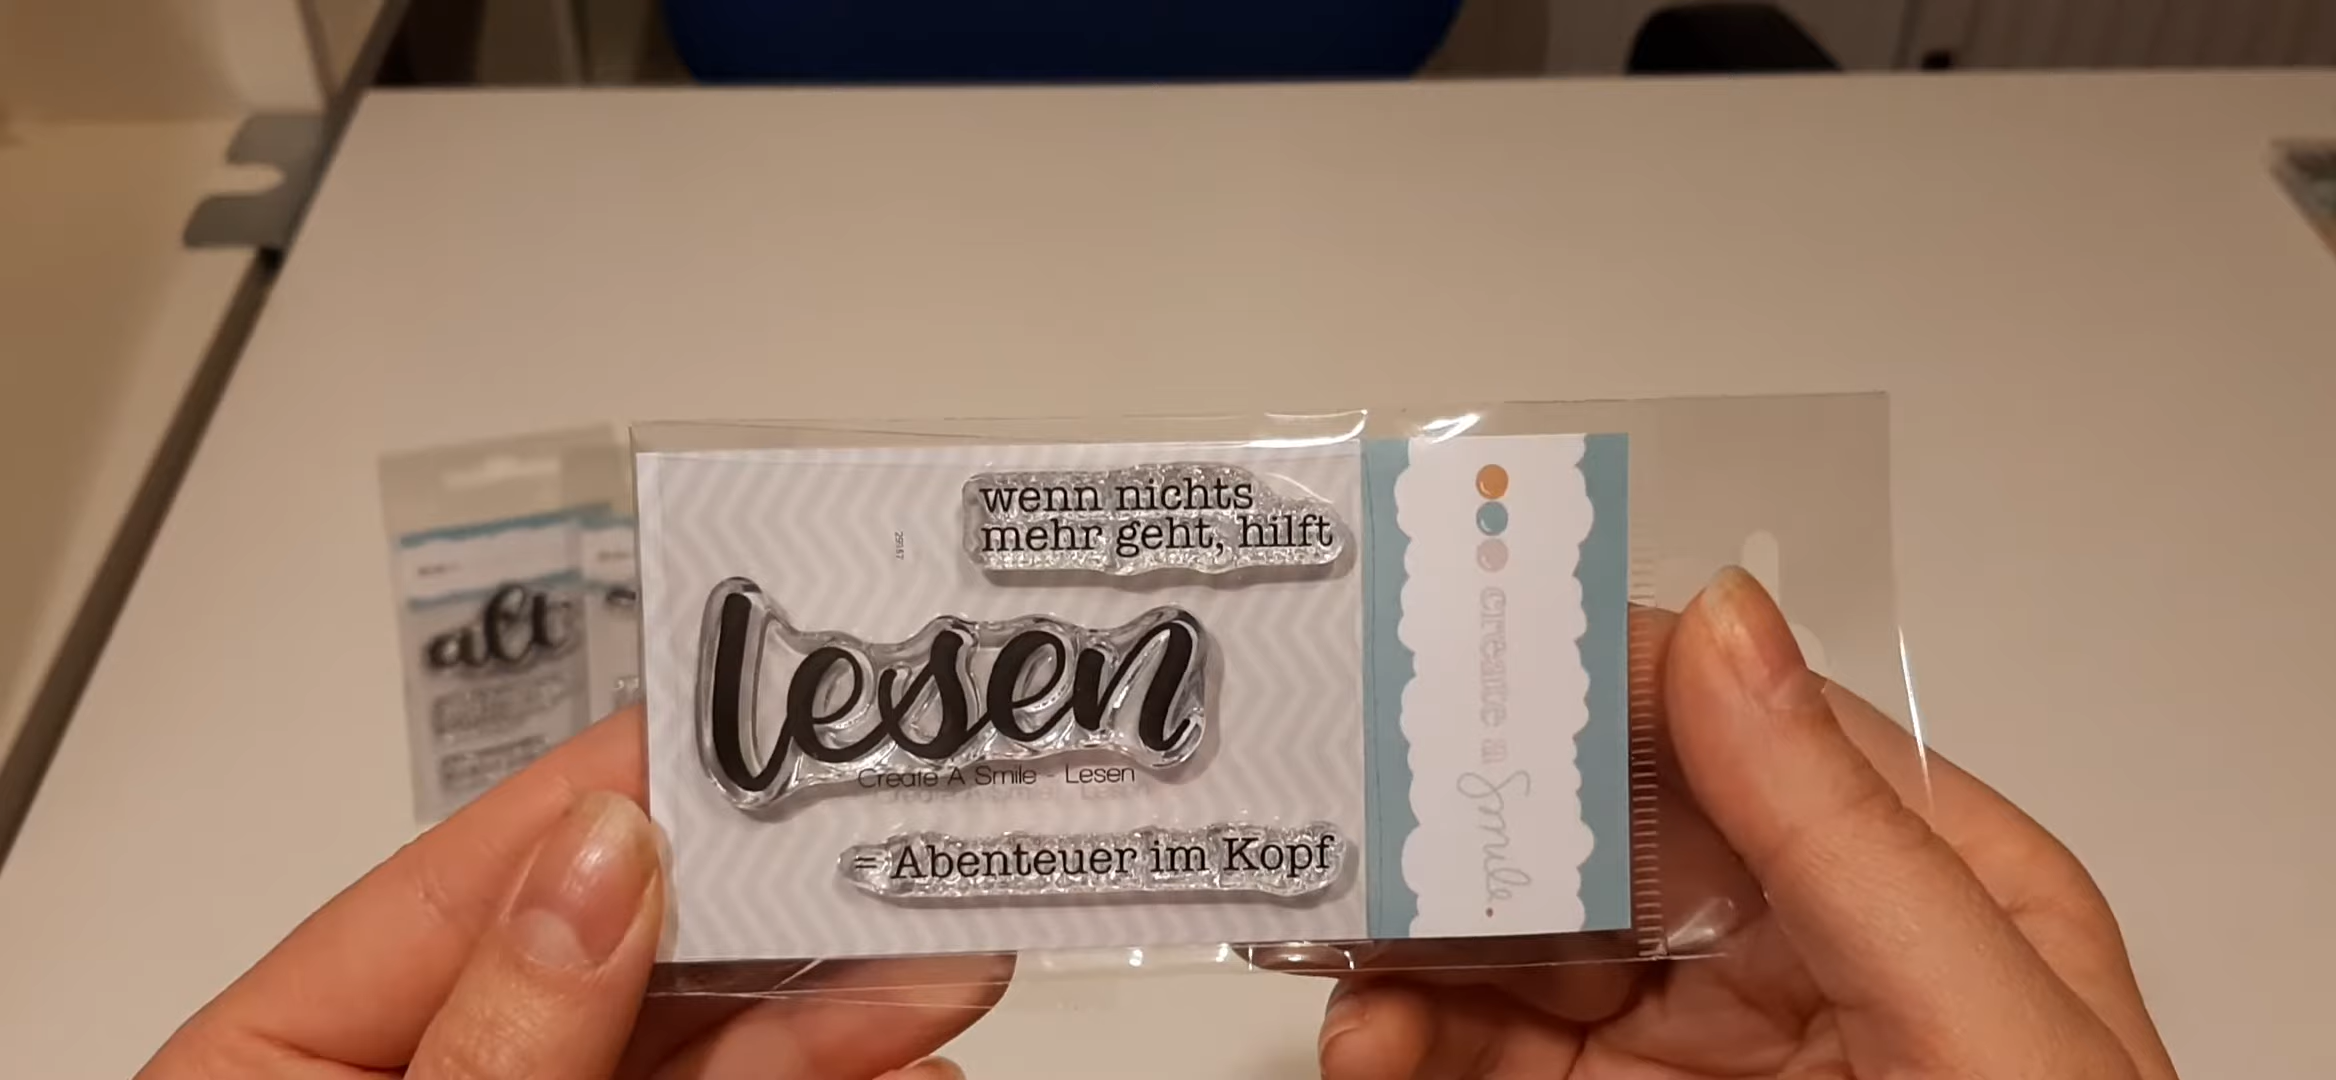 wenn nichts
mehr geht, hilft
lesen
Create A Smile - Lesen
= Abenteuer im Kopf
create a Smile.
alt